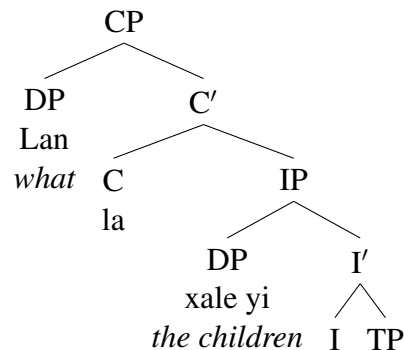 CP
DP C′
Lan
what C IP
la
DP I′
xale yi
the children I TP